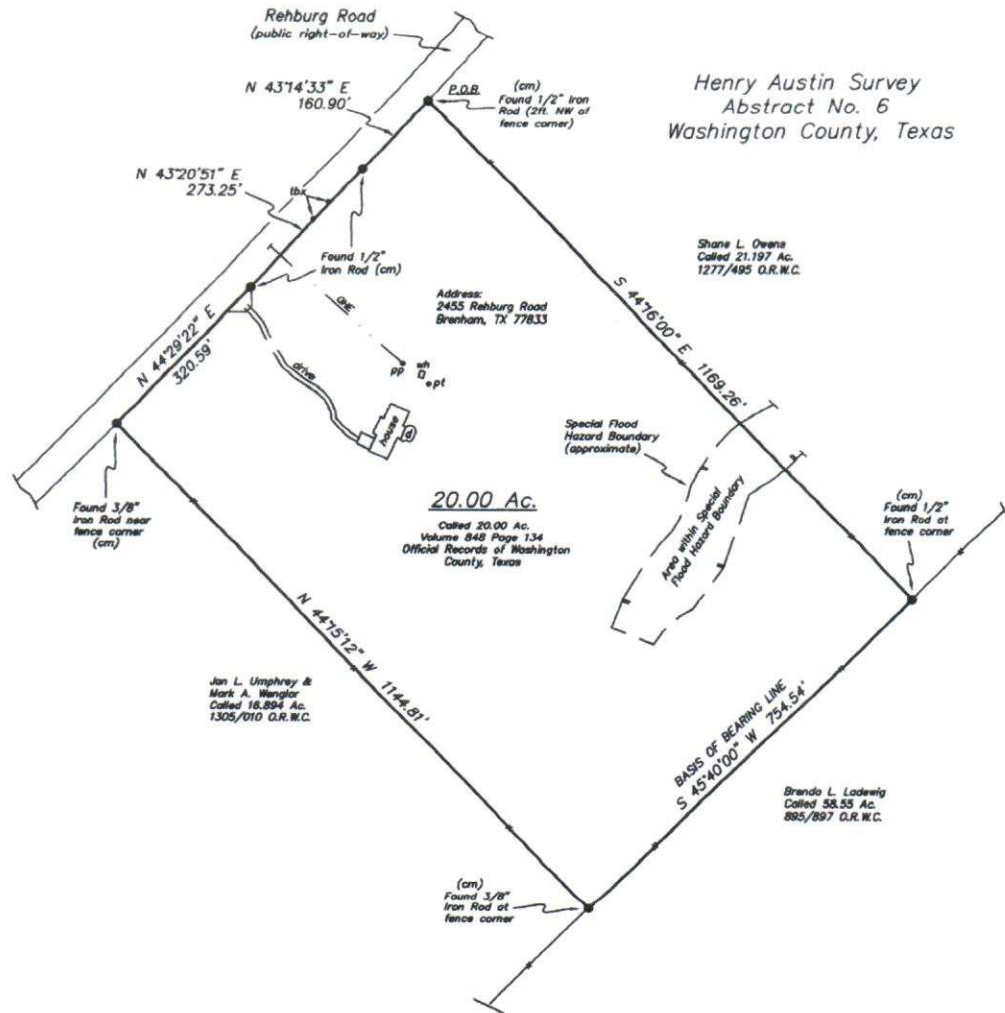 Rehburg Road
(public right-of-way)
Henry Austin Survey
Abstract No. 6
Washington County, Texas
N 43°14'33" E
160.90'
P.O.B
(cm)
Found 1/2" Iron
Rod (2ft. NW of
fence corner)
N 43°20'51" E
273.25'
tbx
Found 1/2"
Iron Rod (cm)
Shane L. Owens
Called 21.197 Ac.
1277/495 O.R.W.C.
Address:
2455 Rehburg Road
Brenham, TX 77833
S 44°16'00" E 1169.26'
OHE
N 44°29'22" E
320.59'
drive
pp
wh
pt
house
Special Flood
Hazard Boundary
(approximate)
Area within Special
Flood Hazard Boundary
Found 3/8"
Iron Rod near
fence corner
(cm)
20.00 Ac.
Called 20.00 Ac.
Volume 848 Page 134
Official Records of Washington
County, Texas
(cm)
Found 1/2"
Iron Rod at
fence corner
N 44°15'12" W 1144.81'
Jan L. Umphrey &
Mark A. Wenglar
Called 16.894 Ac.
1305/010 O.R.W.C.
BASIS OF BEARING LINE
S 45°40'00" W 754.54'
Brenda L. Ladewig
Called 58.55 Ac.
895/897 O.R.W.C.
(cm)
Found 3/8"
Iron Rod at
fence corner